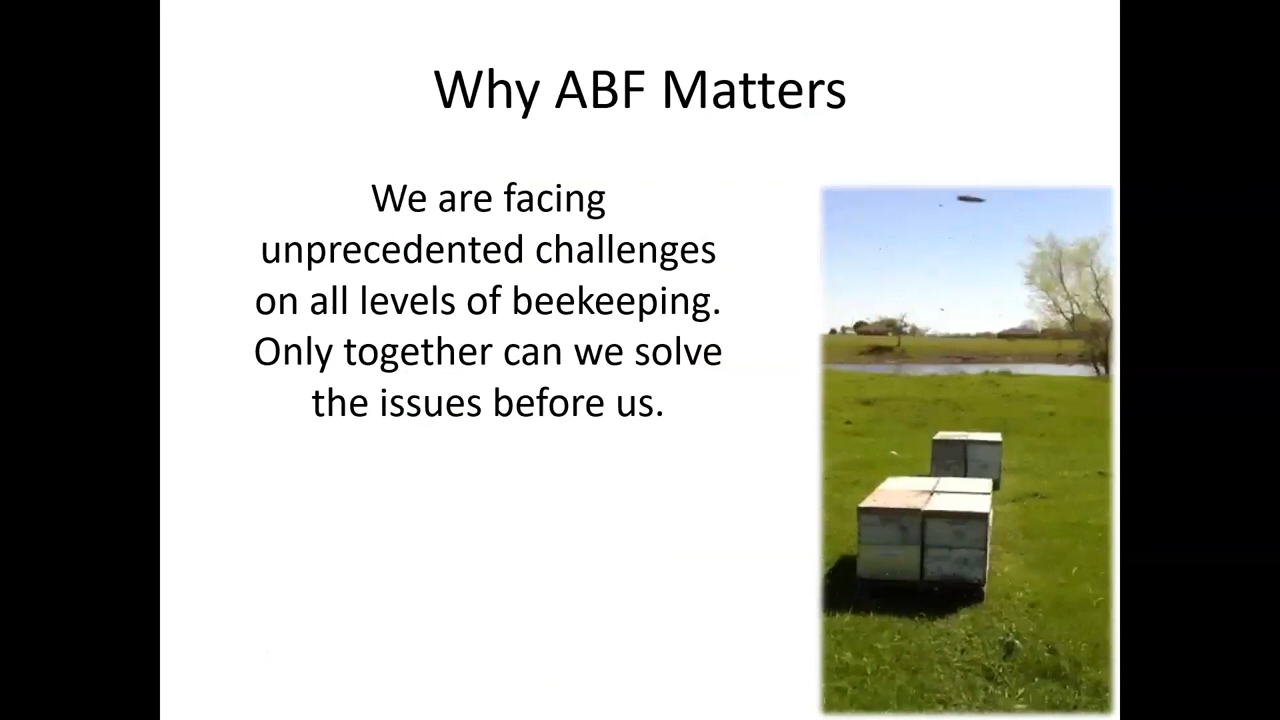 Why ABF Matters
We are facing
unprecedented challenges
on all levels of beekeeping.
Only together can we solve
the issues before us.